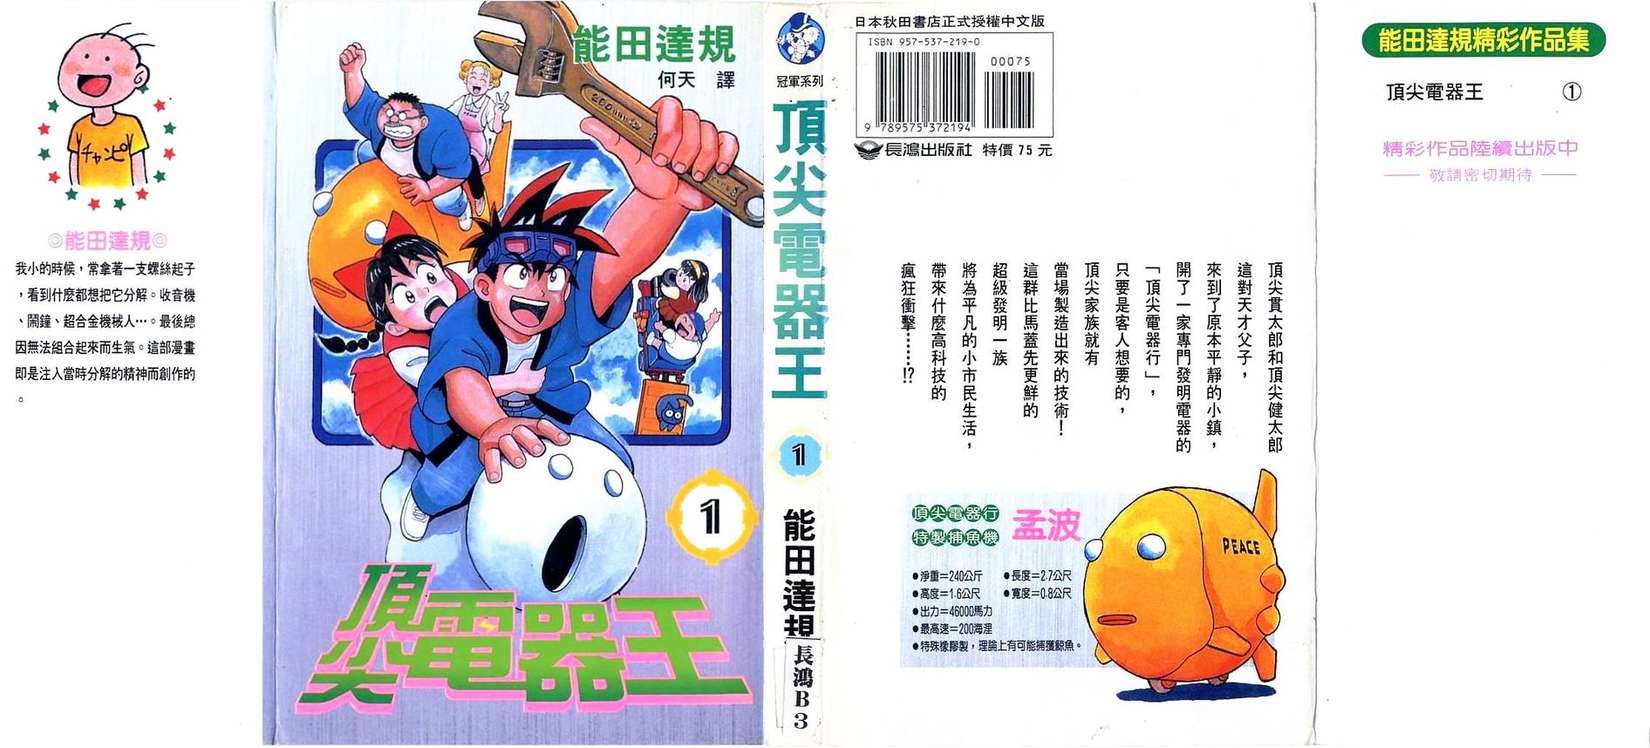 チャンピ
◎能田達規◎
我小的時候，常拿著一支螺絲起子
，看到什麼都想把它分解。收音機
、鬧鐘、超合金機械人…。最後總
因無法組合起來而生氣。這部漫畫
即是注入當時分解的精神而創作的
。
能田達規
何天　譯
1
頂尖電器王
冠軍系列
頂尖電器王
1
能田達規
長鴻B3
日本秋田書店正式授權中文版
ISBN 957-537-219-0
00075
9 789575 372194
長鴻出版社 特價 75 元
頂尖貫太郎和頂尖健太郎
這對天才父子，
來到了原本平靜的小鎮，
開了一家專門發明電器的
「頂尖電器行」，
只要是客人想要的，
頂尖家族就有
當場製造出來的技術！
這群比馬蓋先更鮮的
超級發明一族
將為平凡的小市民生活，
帶來什麼高科技的
瘋狂衝擊……!?
頂尖電器行
特製捕魚機
孟波
●淨重＝240公斤 ●長度＝2.7公尺
●高度＝1.6公尺 ●寬度＝0.8公尺
●出力＝46000馬力
●最高速＝200海浬
●特殊橡膠製，理論上有可能捕獲鯨魚。
PEACE
能田達規精彩作品集
頂尖電器王 ①
精彩作品陸續出版中
── 敬請密切期待 ──